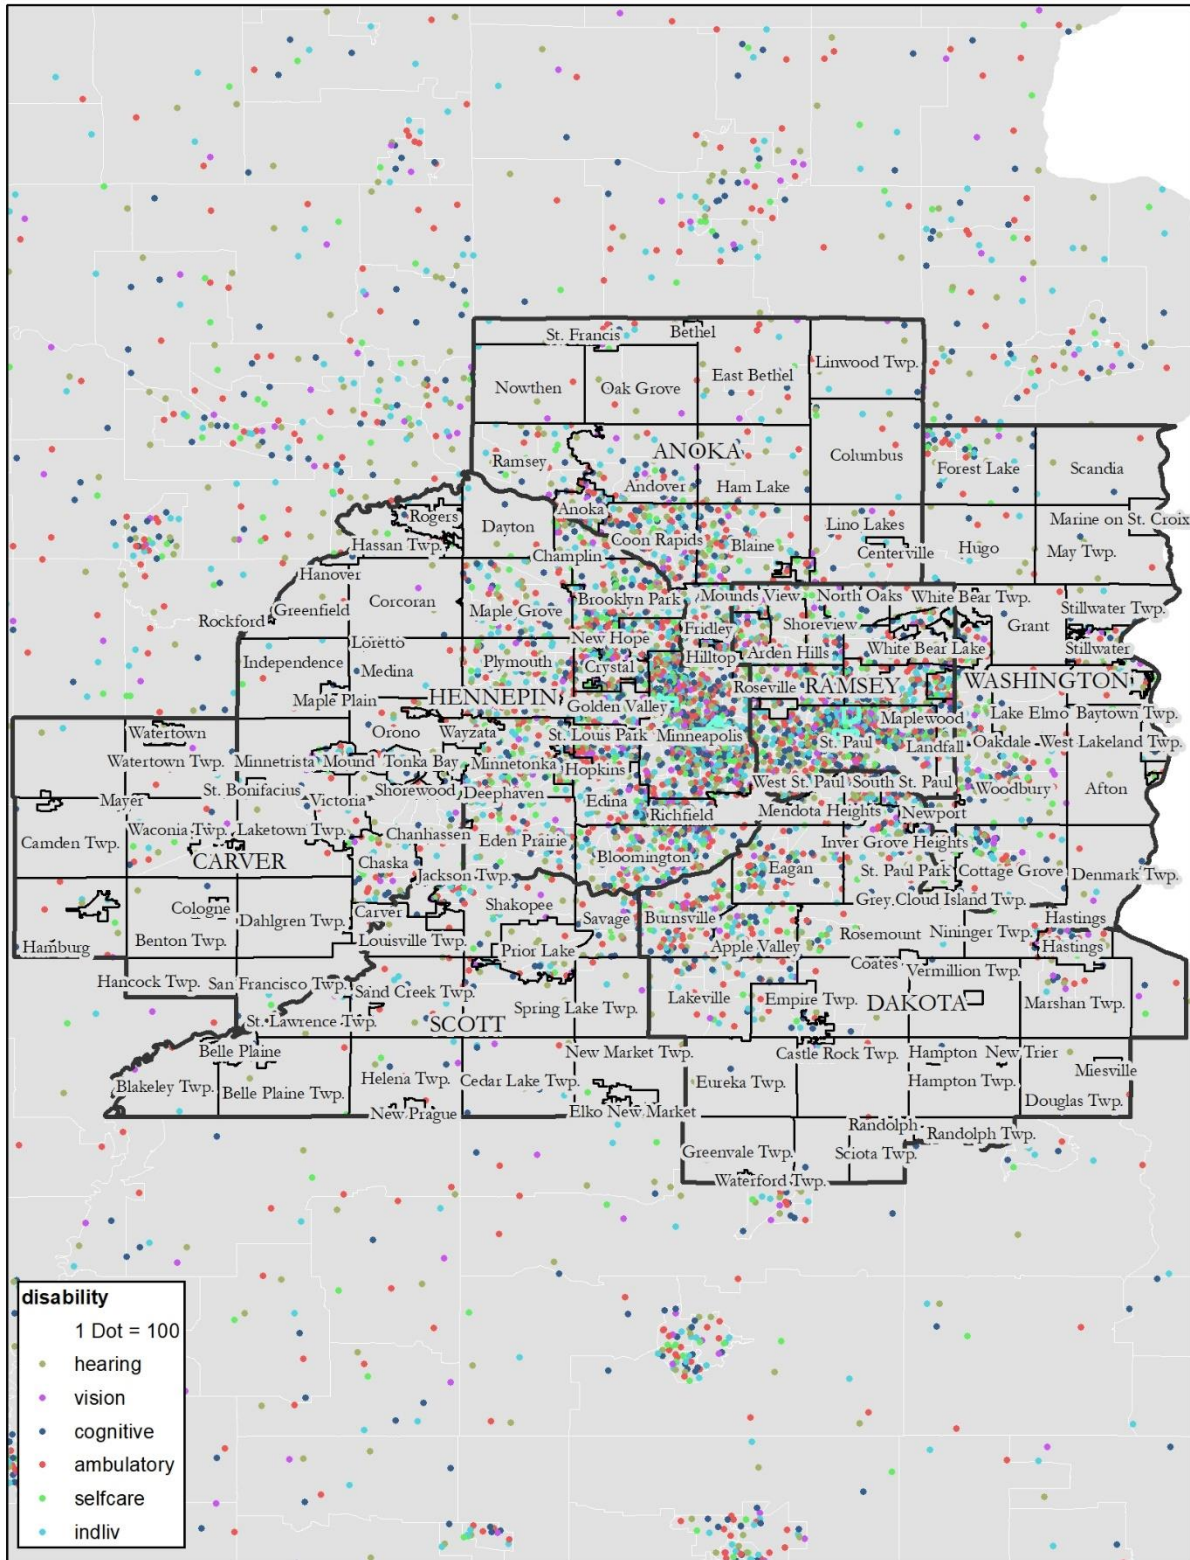 St. Francis
Bethel
Linwood Twp.
Nowthen
Oak Grove
East Bethel
ANOKA
Columbus
Ramsey
Forest Lake
Scandia
Andover
Ham Lake
Anoka
Rogers
Dayton
Lino Lakes
Marine on St. Croix
Hassan Twp.
Coon Rapids
Blaine
Centerville
Hugo
May Twp.
Champlin
Hanover
Greenfield
Corcoran
Maple Grove
Brooklyn Park
Mounds View
North Oaks
White Bear Twp.
Stillwater Twp.
Rockford
Loretto
New Hope
Fridley
Shoreview
Grant
Independence
Medina
Plymouth
Crystal
Hilltop
Arden Hills
White Bear Lake
Stillwater
Maple Plain
HENNEPIN
Golden Valley
Roseville
RAMSEY
WASHINGTON
Watertown
Orono
Wayzata
St. Louis Park
Minneapolis
Maplewood
Lake Elmo
Baytown Twp.
Watertown Twp.
Minnetrista
Mound
Tonka Bay
Minnetonka
Hopkins
St. Paul
Landfall
Oakdale
West Lakeland Twp.
St. Bonifacius
Shorewood
Deephaven
West St. Paul
South St. Paul
Woodbury
Afton
Mayer
Victoria
Edina
Richfield
Mendota Heights
Newport
Camden Twp.
Waconia Twp.
Laketown Twp.
Chanhassen
Eden Prairie
Inver Grove Heights
CARVER
Chaska
Bloomington
Eagan
St. Paul Park
Cottage Grove
Denmark Twp.
Jackson Twp.
Cologne
Dahlgren Twp.
Carver
Shakopee
Savage
Burnsville
Grey Cloud Island Twp.
Hastings
Hamburg
Benton Twp.
Louisville Twp.
Prior Lake
Apple Valley
Rosemount
Nininger Twp.
Hastings
Hancock Twp.
San Francisco Twp.
Sand Creek Twp.
Spring Lake Twp.
Lakeville
Coates
Vermillion Twp.
Empire Twp.
DAKOTA
Marshan Twp.
St. Lawrence Twp.
SCOTT
Belle Plaine
New Market Twp.
Castle Rock Twp.
Hampton
New Trier
Miesville
Blakeley Twp.
Belle Plaine Twp.
Helena Twp.
Cedar Lake Twp.
Eureka Twp.
Hampton Twp.
Douglas Twp.
New Prague
Elko New Market
Randolph
Randolph Twp.
Greenvale Twp.
Sciota Twp.
Waterford Twp.
disability
1 Dot = 100
hearing
vision
cognitive
ambulatory
selfcare
indliv